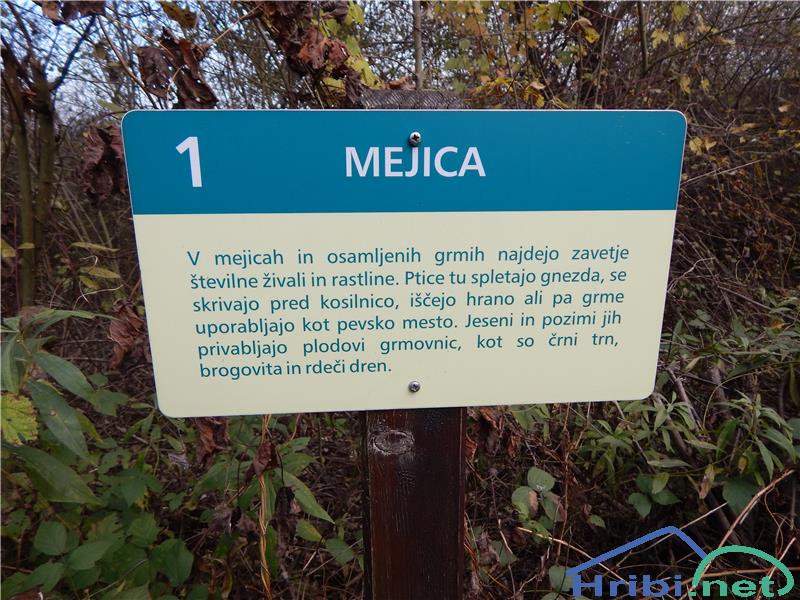 1 MEJICA
V mejicah in osamljenih grmih najdejo zavetje
številne živali in rastline. Ptice tu spletajo gnezda, se
skrivajo pred kosilnico, iščejo hrano ali pa grme
uporabljajo kot pevsko mesto. Jeseni in pozimi jih
privabljajo plodovi grmovnic, kot so črni trn,
brogovita in rdeči dren.
Hribi.net